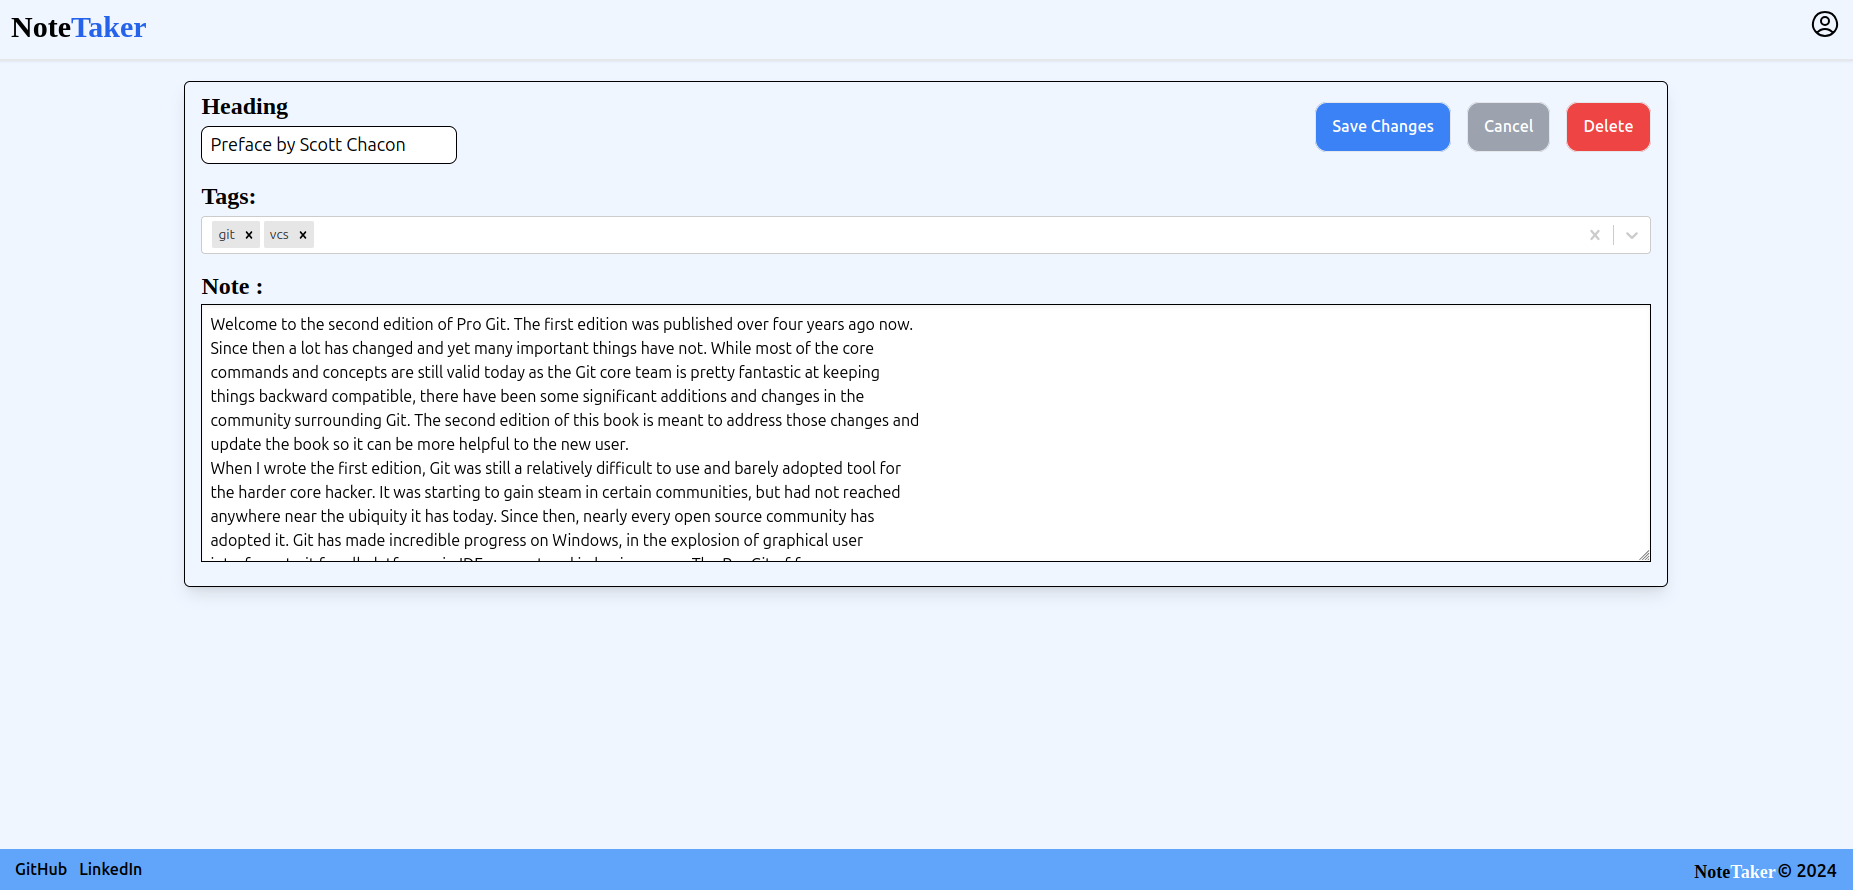 NoteTaker
Heading
Save Changes
Cancel
Delete
Preface by Scott Chacon
Tags:
git
vcs
Note :
Welcome to the second edition of Pro Git. The first edition was published over four years ago now.
Since then a lot has changed and yet many important things have not. While most of the core
commands and concepts are still valid today as the Git core team is pretty fantastic at keeping
things backward compatible, there have been some significant additions and changes in the
community surrounding Git. The second edition of this book is meant to address those changes and
update the book so it can be more helpful to the new user.
When I wrote the first edition, Git was still a relatively difficult to use and barely adopted tool for
the harder core hacker. It was starting to gain steam in certain communities, but had not reached
anywhere near the ubiquity it has today. Since then, nearly every open source community has
adopted it. Git has made incredible progress on Windows, in the explosion of graphical user
GitHub LinkedIn
NoteTaker © 2024